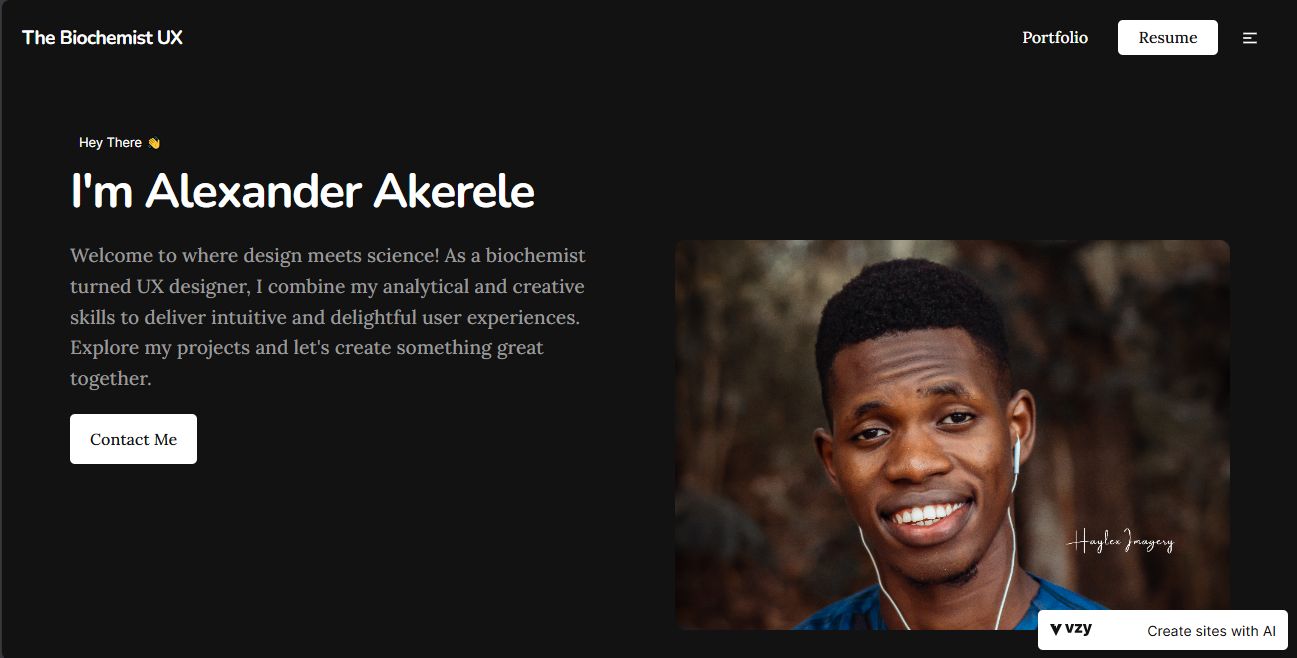 The Biochemist UX
Portfolio
Resume
Hey There 👋
I'm Alexander Akerele
Welcome to where design meets science! As a biochemist
turned UX designer, I combine my analytical and creative
skills to deliver intuitive and delightful user experiences.
Explore my projects and let's create something great
together.
Contact Me
Haylex Imagery
vzy
Create sites with AI